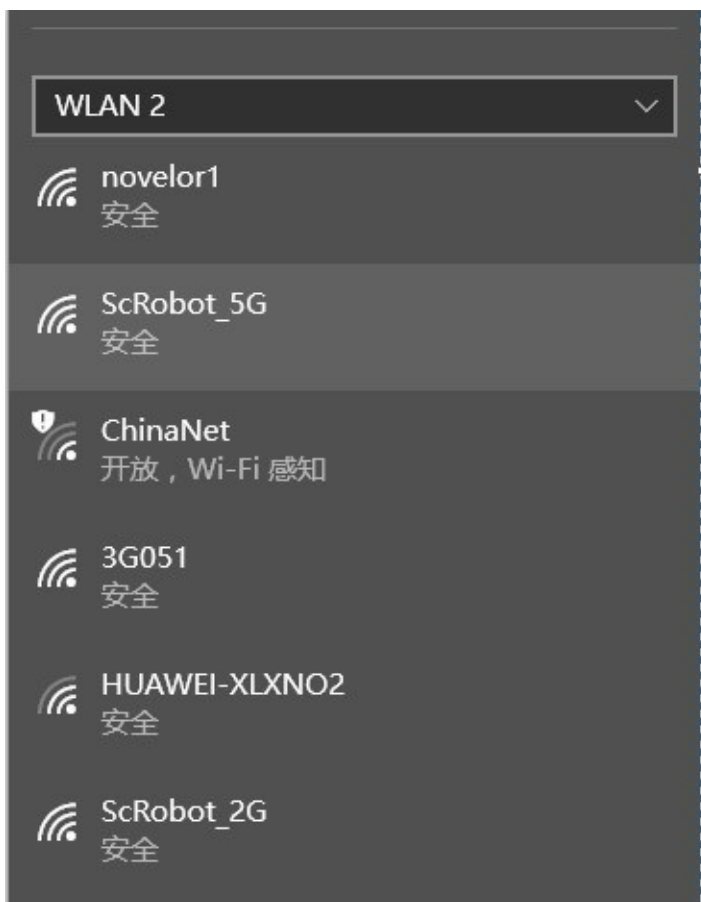 WLAN 2
novelor1
安全
ScRobot_5G
安全
ChinaNet
开放，Wi-Fi 感知
3G051
安全
HUAWEI-XLXNO2
安全
ScRobot_2G
安全